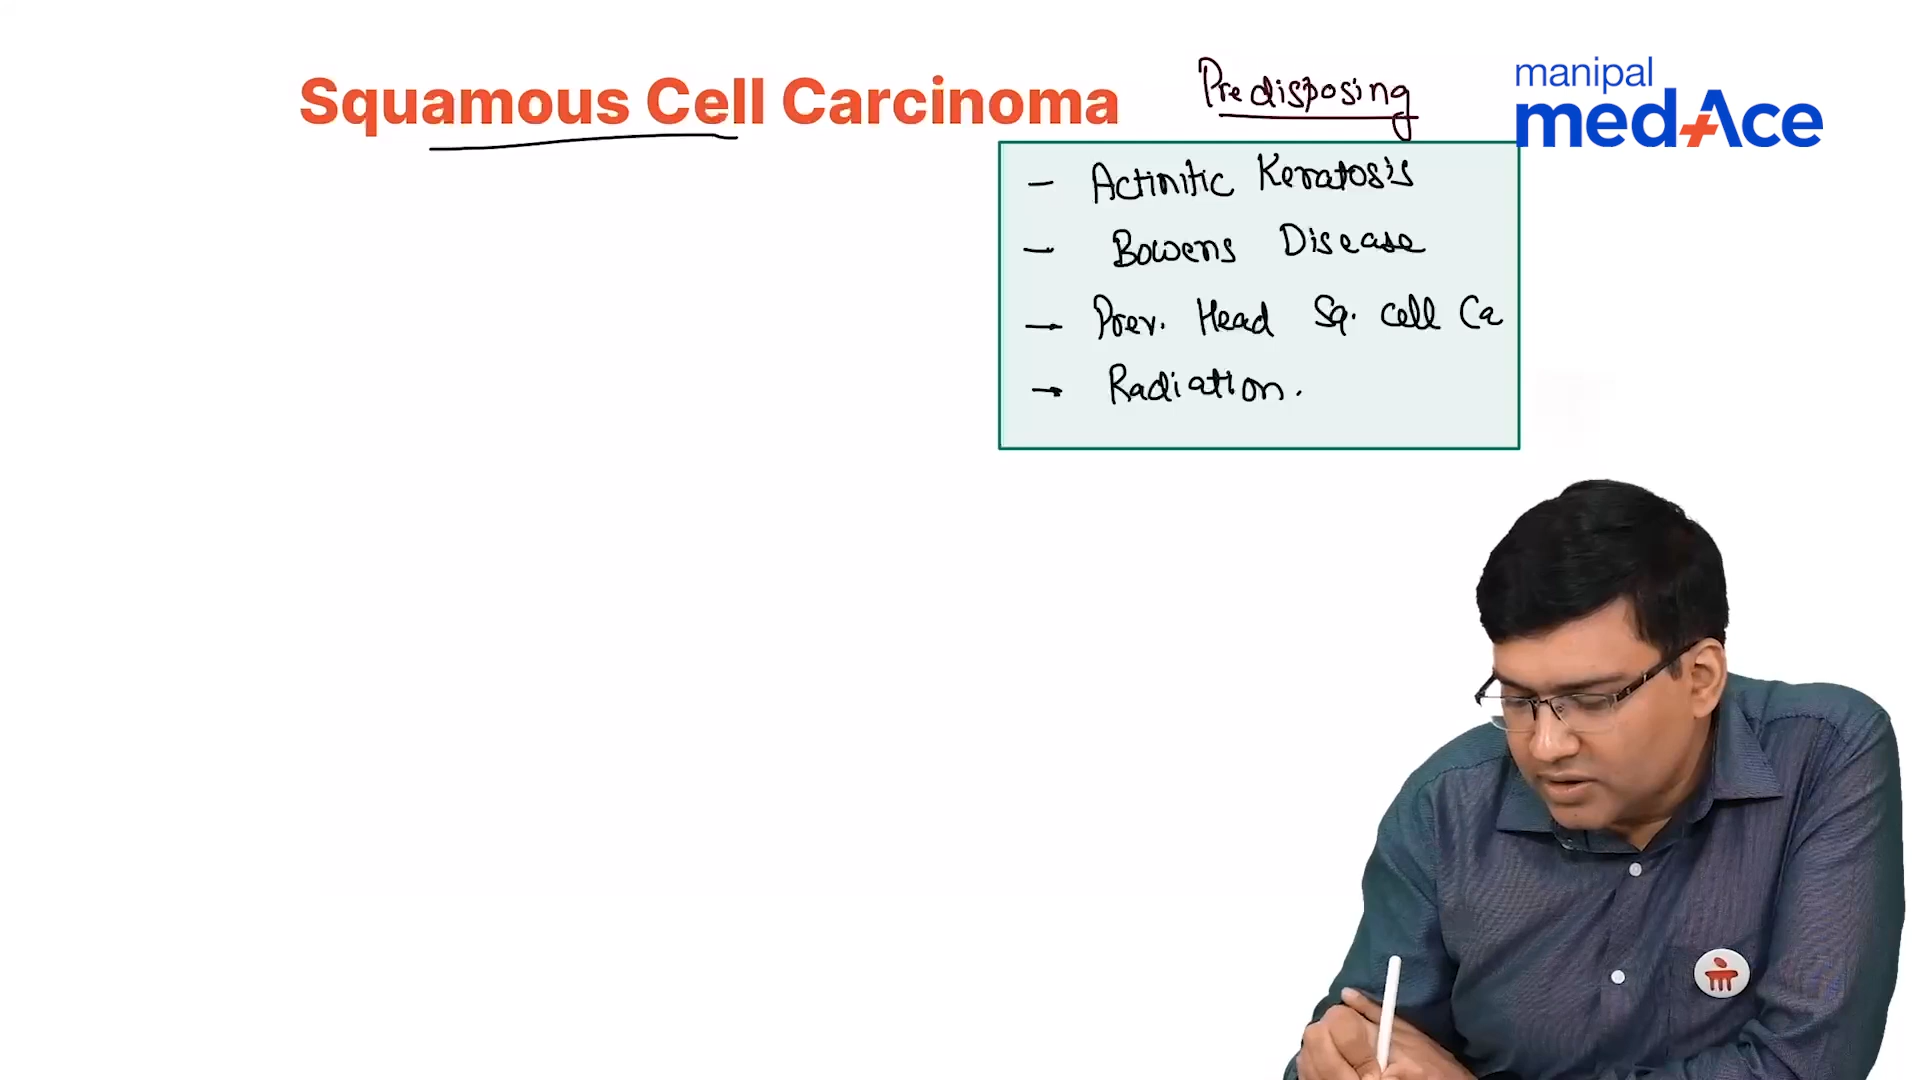 Squamous Cell Carcinoma
Predisposing
manipal
medAce
- Actinitic Keratosis
- Bowens Disease
→ Prev. Head Sq. cell Ca
→ Radiation.